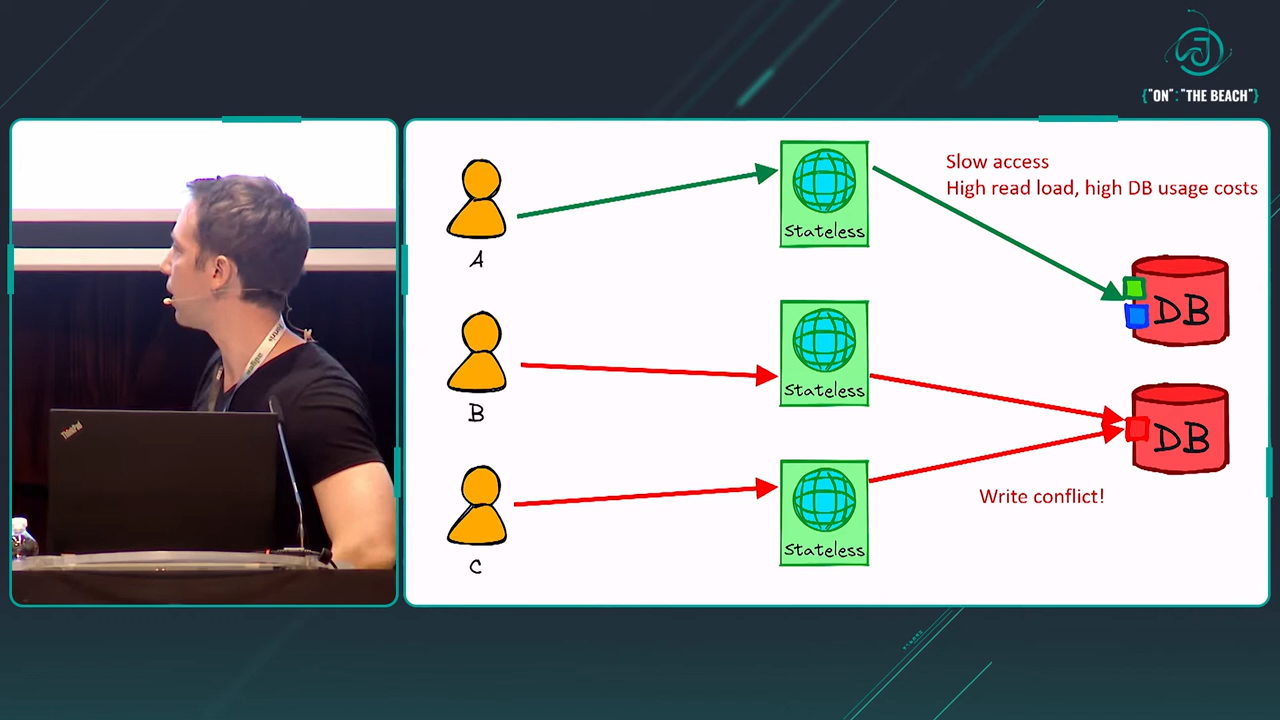 {"ON":"THE BEACH"}
Slow access
High read load, high DB usage costs
Stateless
A
DB
Stateless
B
DB
Write conflict!
Stateless
C
ThinkPad